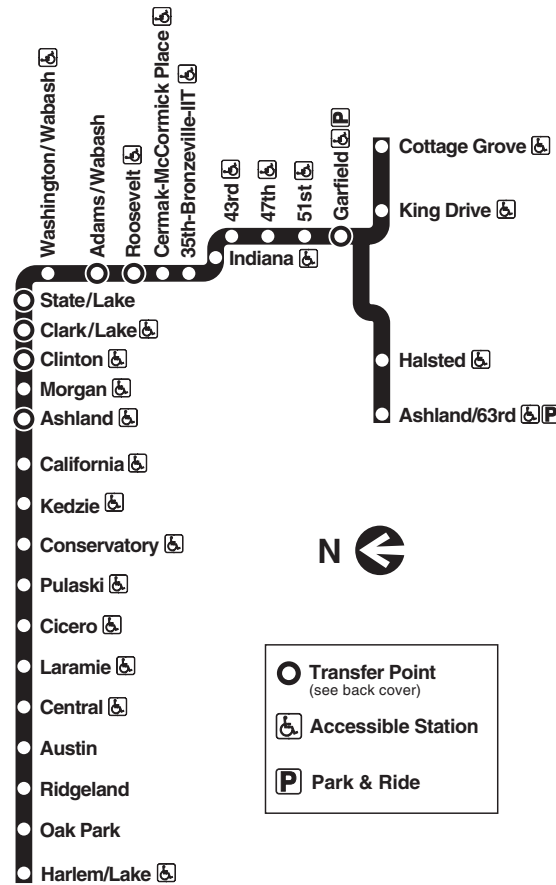 Washington/Wabash
Adams/Wabash
Roosevelt
Cermak-McCormick Place
35th-Bronzeville-IIT
43rd
47th
51st
Garfield P
Indiana
Cottage Grove
King Drive
Halsted
Ashland/63rd P
State/Lake
Clark/Lake
Clinton
Morgan
Ashland
California
Kedzie
Conservatory
Pulaski
Cicero
Laramie
Central
Austin
Ridgeland
Oak Park
Harlem/Lake
N
Transfer Point
(see back cover)
Accessible Station
P Park & Ride